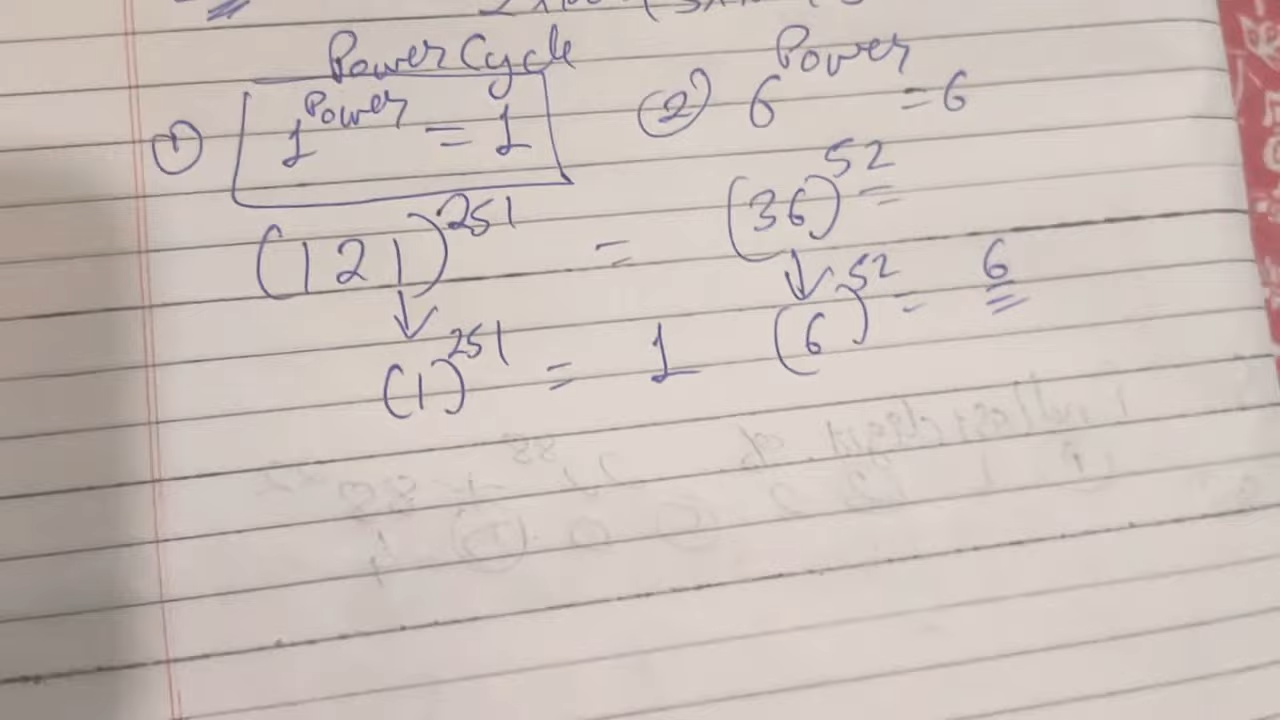 Power Cycle
① 1^Power = 1
② 6^Power = 6
(121)^251 =
(36)^52 =
↓
↓
(1)^251 = 1
(6)^52 = 6